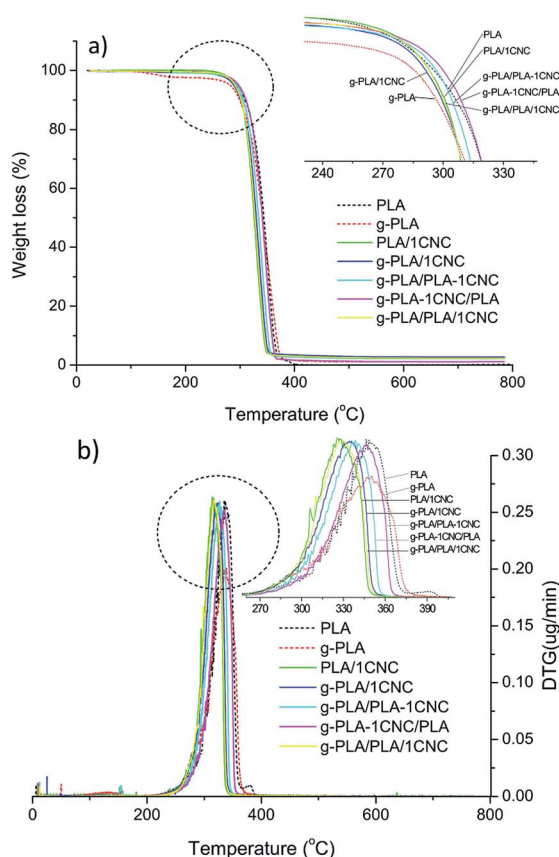 a)
PLA
PLA/1CNC
g-PLA/1CNC
g-PLA/PLA-1CNC
g-PLA
g-PLA-1CNC/PLA
g-PLA/PLA/1CNC
240 270 300 330
100
80
60
40
20
0
Weight loss (%)
PLA
g-PLA
PLA/1CNC
g-PLA/1CNC
g-PLA/PLA-1CNC
g-PLA-1CNC/PLA
g-PLA/PLA/1CNC
0 200 400 600 800
Temperature (°C)
b)
PLA
g-PLA
PLA/1CNC
g-PLA/1CNC
g-PLA/PLA-1CNC
g-PLA-1CNC/PLA
g-PLA/PLA/1CNC
260 300 330 360 390
0.30
0.25
0.20
0.15
0.10
0.05
0.00
DTG(ug/min)
PLA
g-PLA
PLA/1CNC
g-PLA/1CNC
g-PLA/PLA-1CNC
g-PLA-1CNC/PLA
g-PLA/PLA/1CNC
0 200 400 600 800
Temperature (°C)